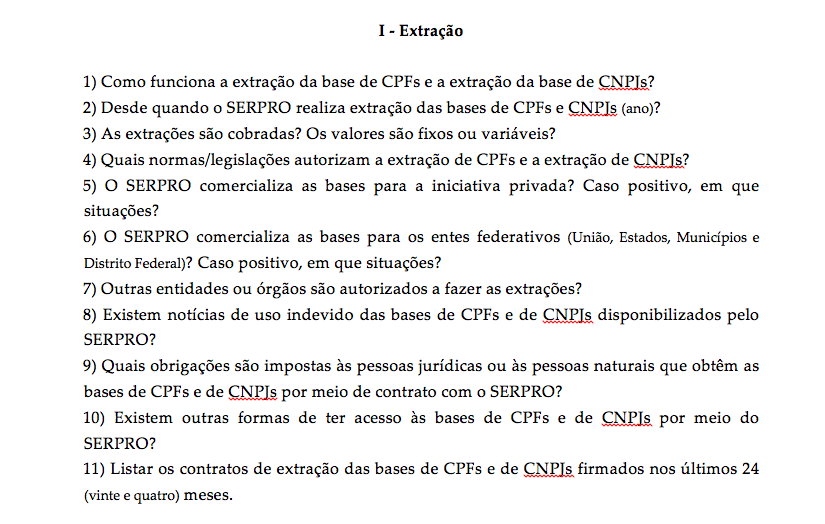 I - Extração
1) Como funciona a extração da base de CPFs e a extração da base de CNPJs?
2) Desde quando o SERPRO realiza extração das bases de CPFs e CNPJs (ano)?
3) As extrações são cobradas? Os valores são fixos ou variáveis?
4) Quais normas/legislações autorizam a extração de CPFs e a extração de CNPJs?
5) O SERPRO comercializa as bases para a iniciativa privada? Caso positivo, em que
situações?
6) O SERPRO comercializa as bases para os entes federativos (União, Estados, Municípios e
Distrito Federal)? Caso positivo, em que situações?
7) Outras entidades ou órgãos são autorizados a fazer as extrações?
8) Existem notícias de uso indevido das bases de CPFs e de CNPJs disponibilizados pelo
SERPRO?
9) Quais obrigações são impostas às pessoas jurídicas ou às pessoas naturais que obtêm as
bases de CPFs e de CNPJs por meio de contrato com o SERPRO?
10) Existem outras formas de ter acesso às bases de CPFs e de CNPJs por meio do
SERPRO?
11) Listar os contratos de extração das bases de CPFs e de CNPJs firmados nos últimos 24
(vinte e quatro) meses.